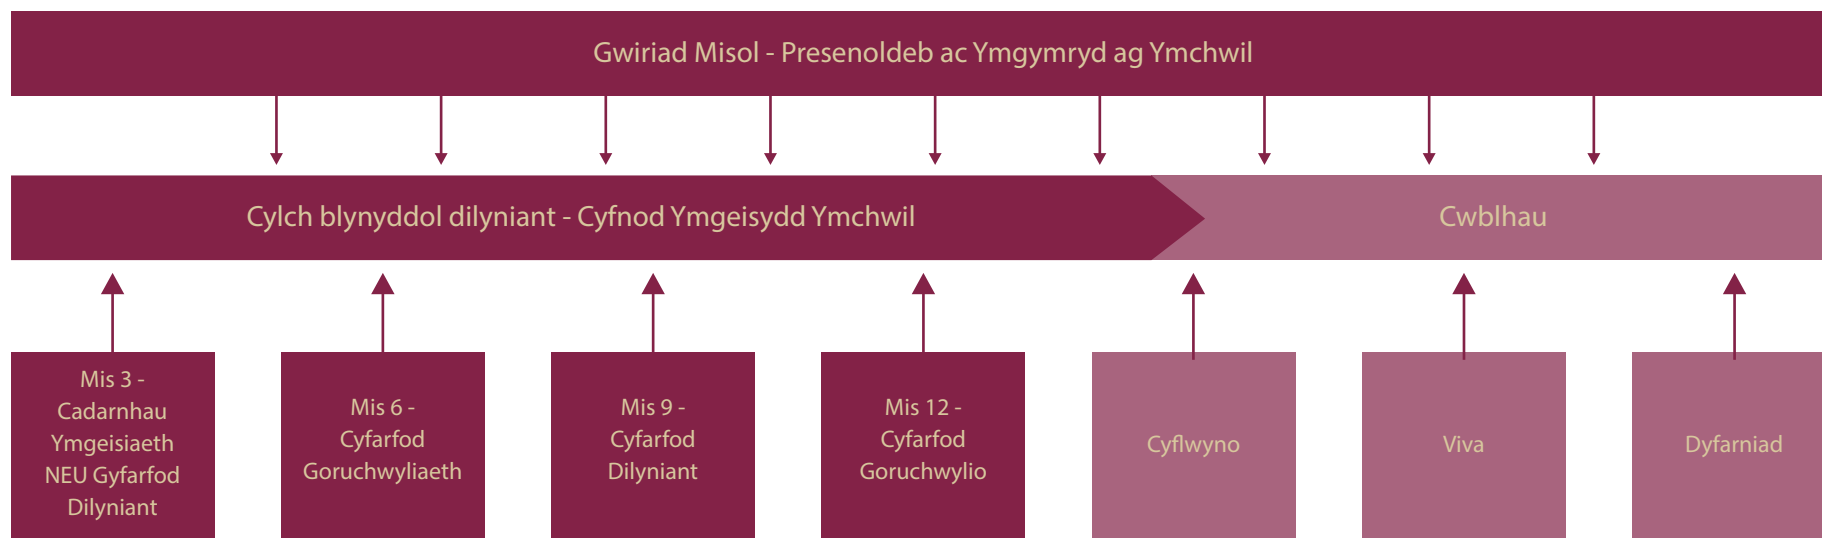 Gwiriad Misol - Presenoldeb ac Ymgymryd ag Ymchwil
Cylch blynyddol dilyniant - Cyfnod Ymgeisydd Ymchwil
Cwblhau
Mis 3 -
Cadarnhau
Ymgeisiaeth
NEU Gyfarfod
Dilyniant
Mis 6 -
Cyfarfod
Goruchwyliaeth
Mis 9 -
Cyfarfod
Dilyniant
Mis 12 -
Cyfarfod
Goruchwylio
Cyflwyno
Viva
Dyfarniad